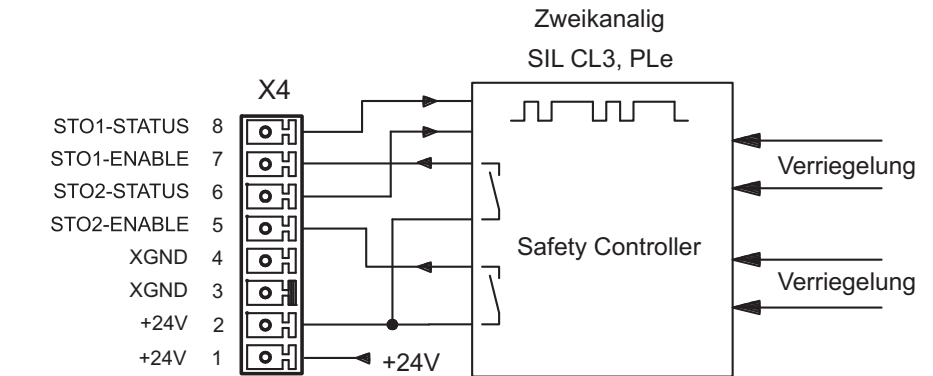 Zweikanalig
SIL CL3, PLe
X4
STO1-STATUS 8
STO1-ENABLE 7
STO2-STATUS 6
STO2-ENABLE 5
XGND 4
XGND 3
+24V 2
+24V 1
+24V
Safety Controller
Verriegelung
Verriegelung